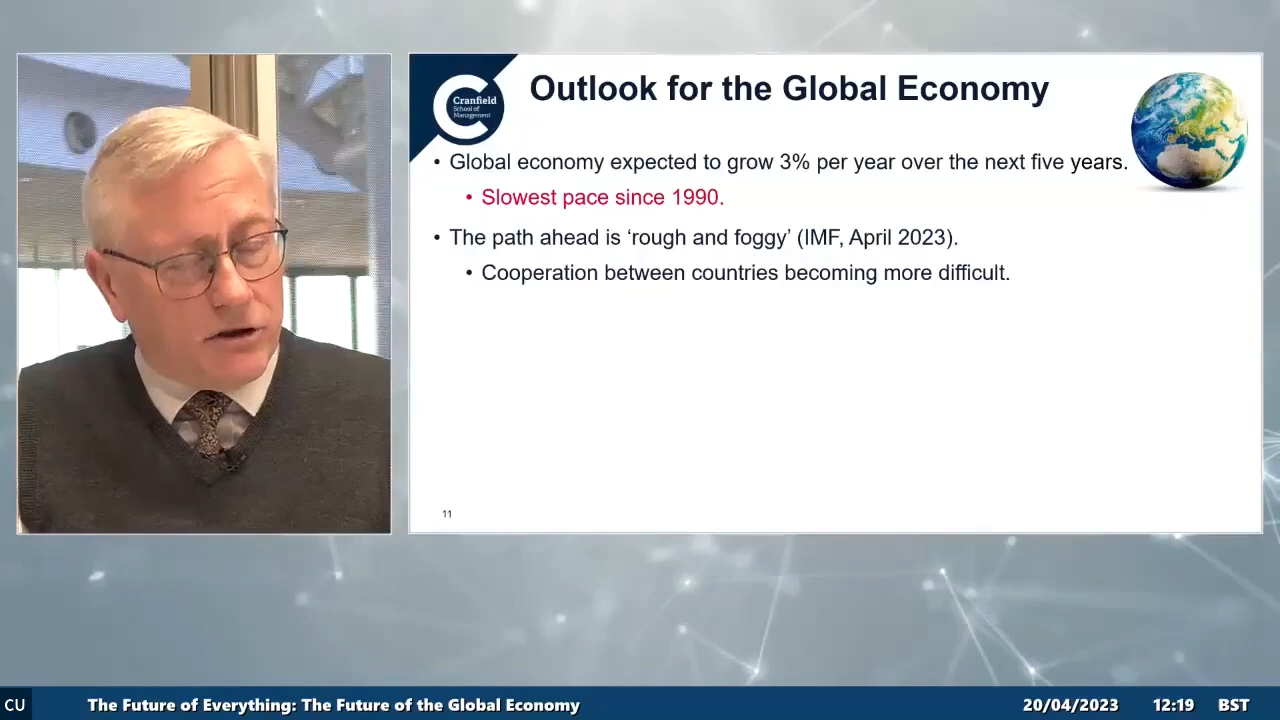 Cranfield
School of
Management
Outlook for the Global Economy
• Global economy expected to grow 3% per year over the next five years.
• Slowest pace since 1990.
• The path ahead is ‘rough and foggy’ (IMF, April 2023).
• Cooperation between countries becoming more difficult.
11
CU The Future of Everything: The Future of the Global Economy 20/04/2023 12:19 BST